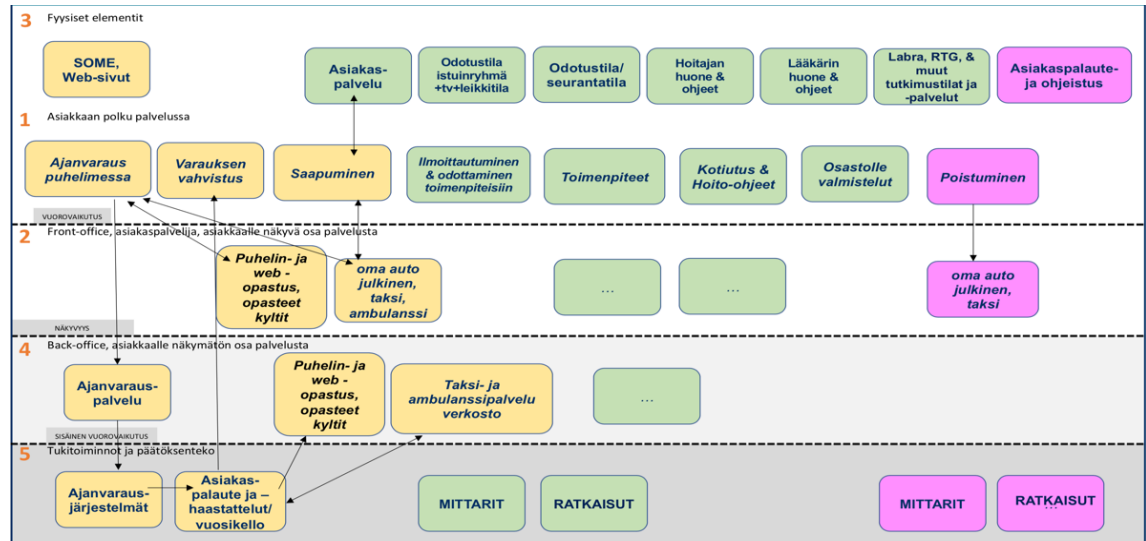 3 Fyysiset elementit
SOME,
Web-sivut
Asiakas-
palvelu
Odotustila
istuinryhmä
+tv+leikkitila
Odotustila/
seurantatila
Hoitajan
huone &
ohjeet
Lääkärin
huone &
ohjeet
Labra, RTG, &
muut
tutkimustilat ja
-palvelut
Asiakaspalaute-
ja ohjeistus
1 Asiakkaan polku palvelussa
Ajanvaraus
puhelimessa
Varauksen
vahvistus
Saapuminen
Ilmoittautuminen
& odottaminen
toimenpiteisiin
Toimenpiteet
Kotiutus &
Hoito-ohjeet
Osastolle
valmistelut
Poistuminen
VUOROVAIKUTUS
2 Front-office, asiakaspalvelija, asiakkaalle näkyvä osa palvelusta
Puhelin- ja
web -
opastus,
opasteet
kyltit
oma auto
julkinen,
taksi,
ambulanssi
...
...
oma auto
julkinen,
taksi
NÄKYVYYS
4 Back-office, asiakkaalle näkymätön osa palvelusta
Ajanvaraus-
palvelu
Puhelin- ja
web -
opastus,
opasteet
kyltit
Taksi- ja
ambulanssipalvelu
verkosto
...
SISÄINEN VUOROVAIKUTUS
5 Tukitoiminnot ja päätöksenteko
Ajanvaraus-
järjestelmät
Asiakas-
palaute ja –
haastattelut/
vuosikello
MITTARIT
RATKAISUT
MITTARIT
RATKAISUT
...